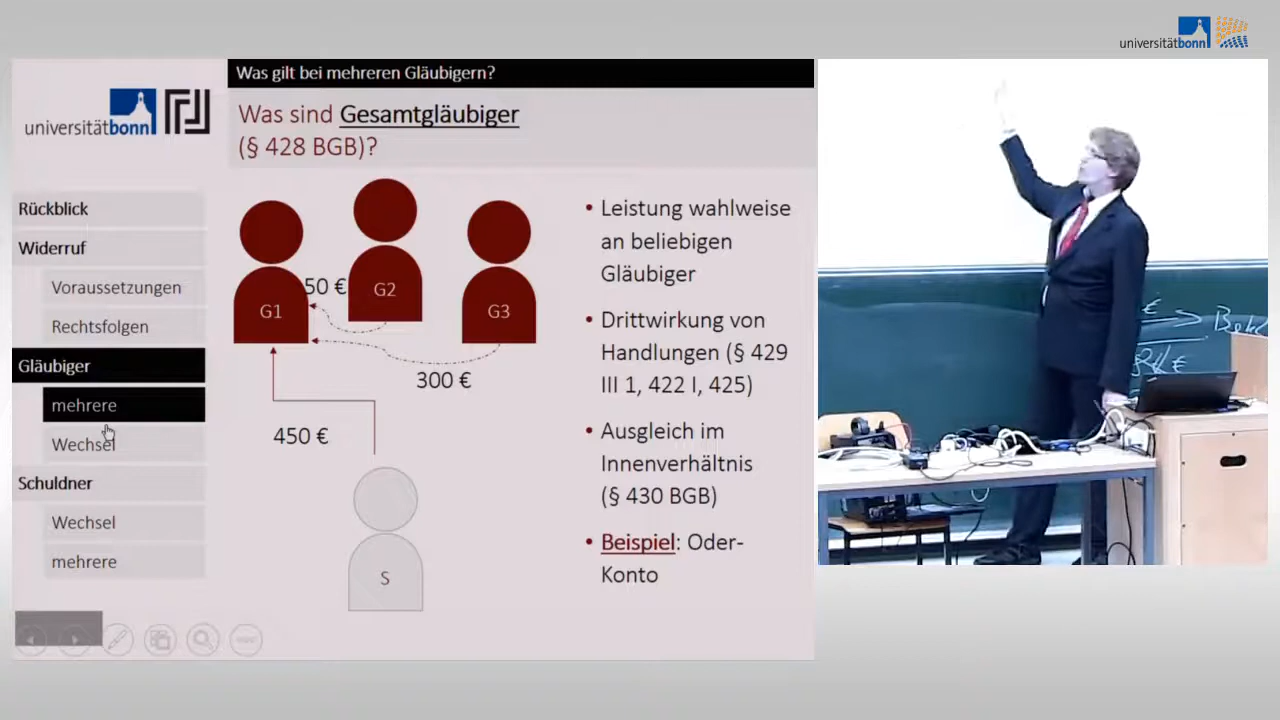 universitätbonn
Was gilt bei mehreren Gläubigern?
universitätbonn
Was sind Gesamtgläubiger
(§ 428 BGB)?
Rückblick
Widerruf
Voraussetzungen
Rechtsfolgen
Gläubiger
mehrere
Wechsel
Schuldner
Wechsel
mehrere
G1
50 €
G2
G3
300 €
450 €
S
• Leistung wahlweise
an beliebigen
Gläubiger
• Drittwirkung von
Handlungen (§ 429
III 1, 422 I, 425)
• Ausgleich im
Innenverhältnis
(§ 430 BGB)
• Beispiel: Oder-
Konto
€
€